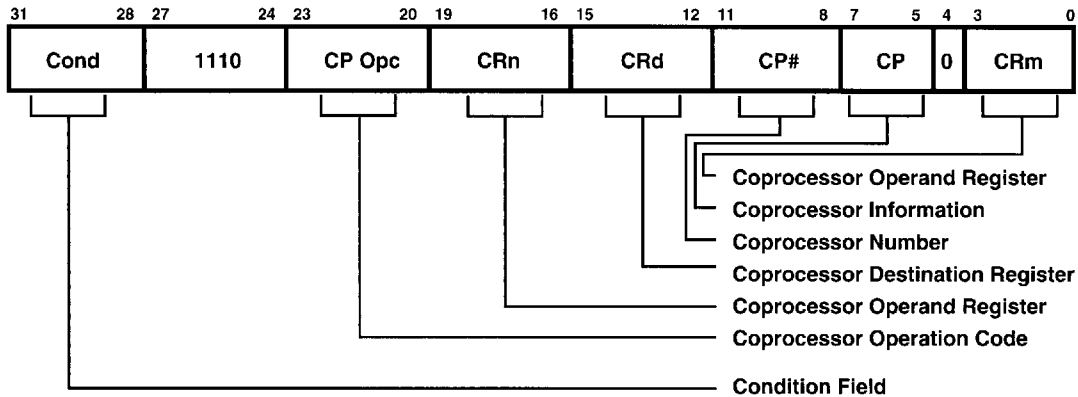 31 28 27 24 23 20 19 16 15 12 11 8 7 5 4 3 0
Cond 1110 CP Opc CRn CRd CP# CP 0 CRm
Coprocessor Operand Register
Coprocessor Information
Coprocessor Number
Coprocessor Destination Register
Coprocessor Operand Register
Coprocessor Operation Code
Condition Field